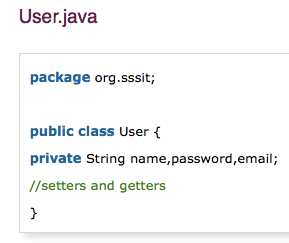 User.java
package org.sssit;
public class User {
private String name,password,email;
//setters and getters
}